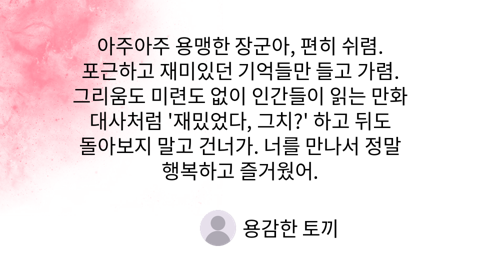 아주아주 용맹한 장군아, 편히 쉬렴.
포근하고 재미있던 기억들만 들고 가렴.
그리움도 미련도 없이 인간들이 읽는 만화
대사처럼 '재밌었다, 그치?' 하고 뒤도
돌아보지 말고 건너가. 너를 만나서 정말
행복하고 즐거웠어.
용감한 토끼